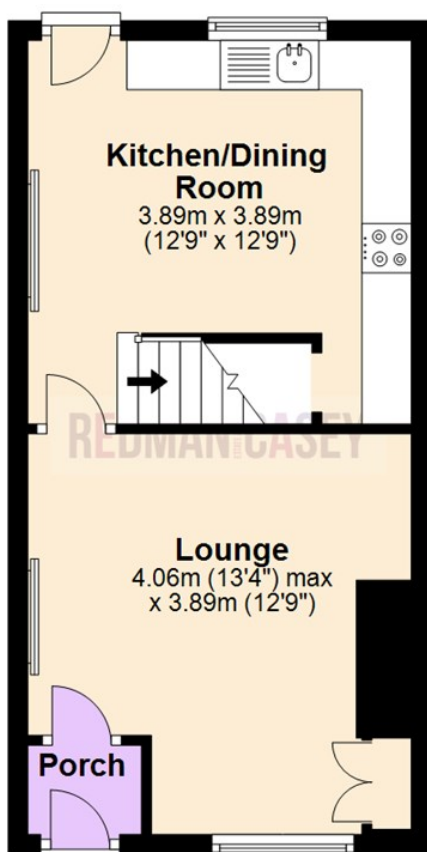 Kitchen/Dining
Room
3.89m x 3.89m
(12'9" x 12'9")
REDMAN CASEY
Lounge
4.06m (13'4") max
x 3.89m (12'9")
Porch